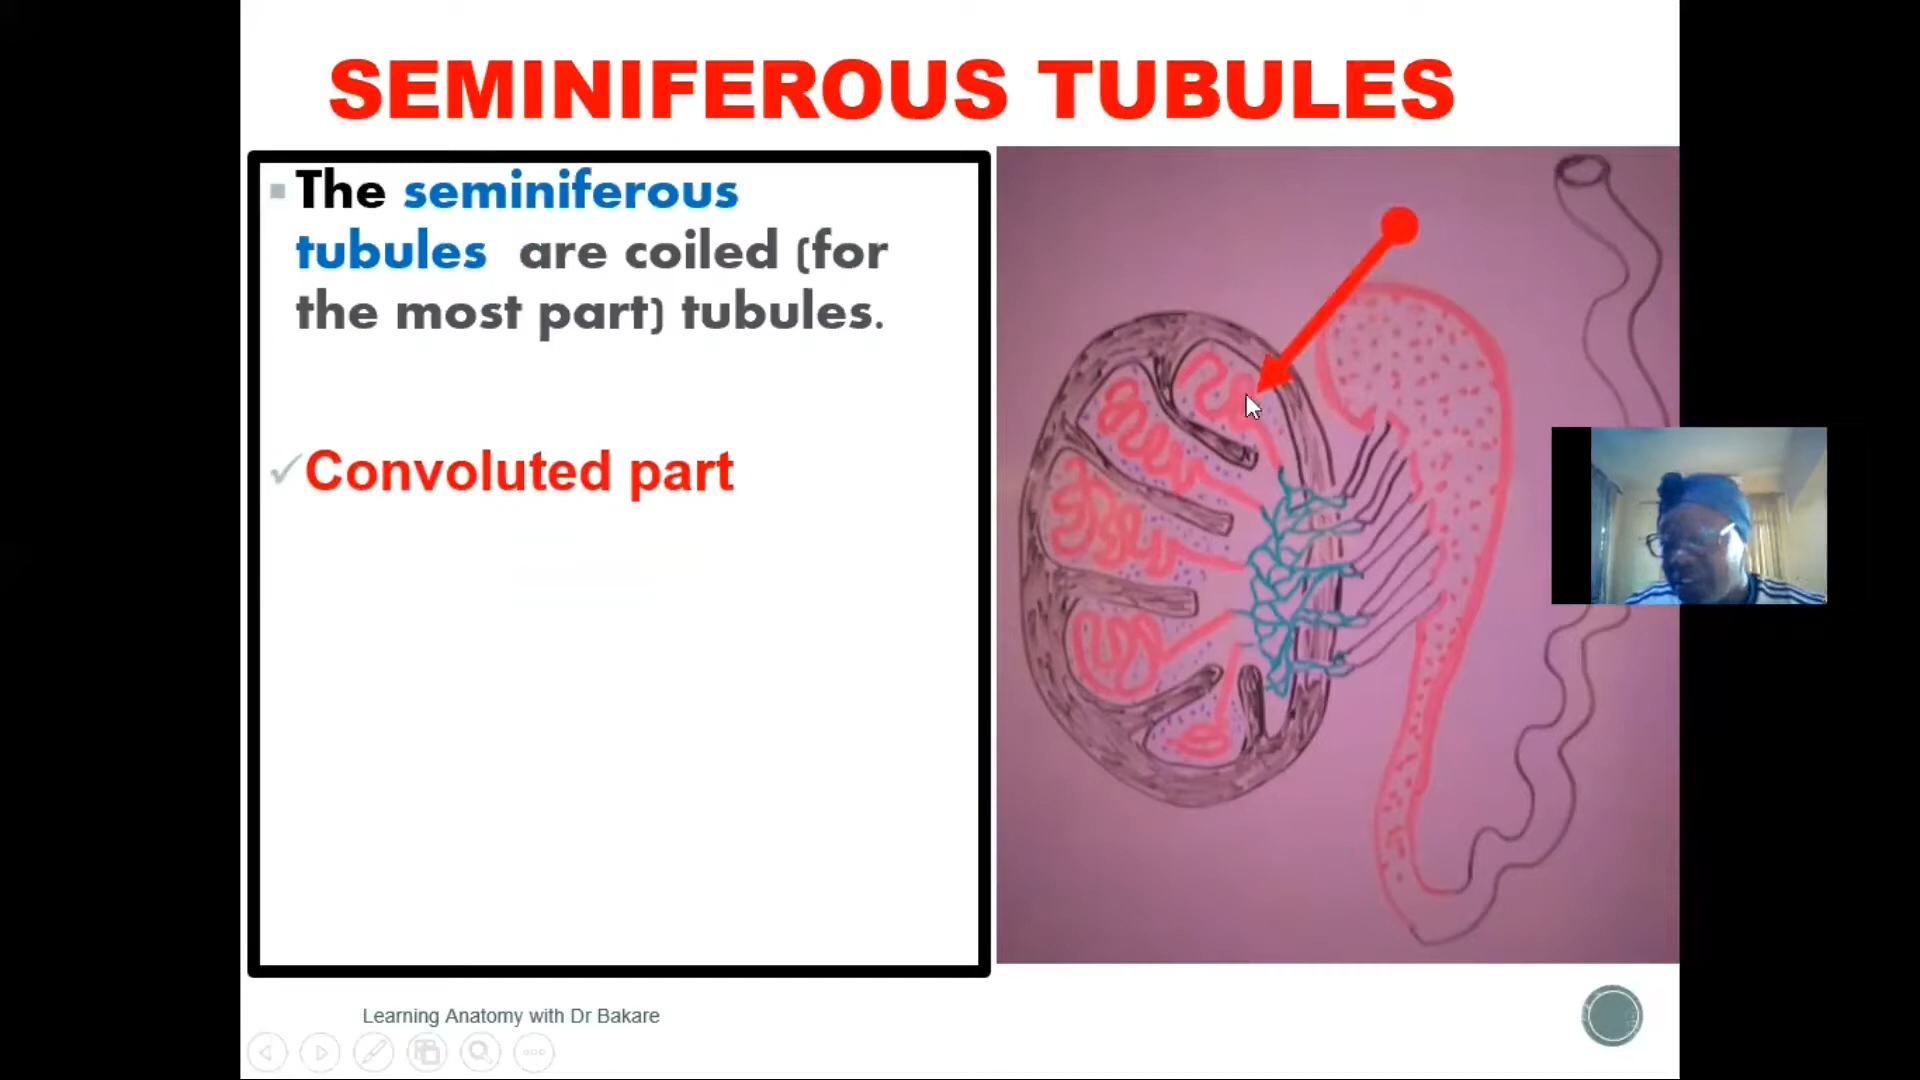 SEMINIFEROUS TUBULES
The seminiferous
tubules are coiled (for
the most part) tubules.
Convoluted part
Learning Anatomy with Dr Bakare